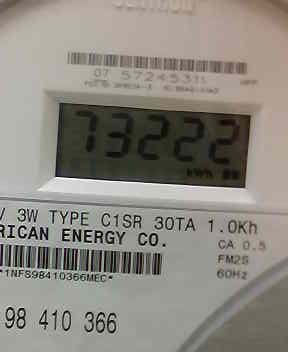 07 57245311
73222
kWh
V 3W TYPE C1SR 30TA 1.0Kh
RICAN ENERGY CO.
CA 0.5
FM2S
60Hz
*1NFS98410366MEC*
98 410 366